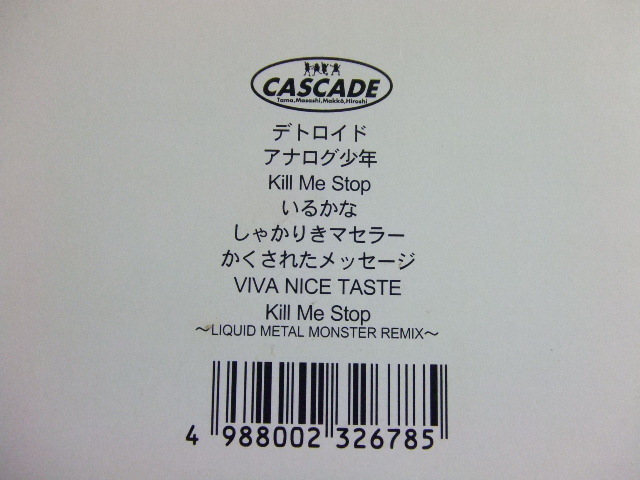 CASCADE
Tama,Masashi,Makkö,Hiroshi
デトロイド
アナログ少年
Kill Me Stop
いるかな
しゃかりきマセラー
かくされたメッセージ
VIVA NICE TASTE
Kill Me Stop
～LIQUID METAL MONSTER REMIX～
4 988002 326785